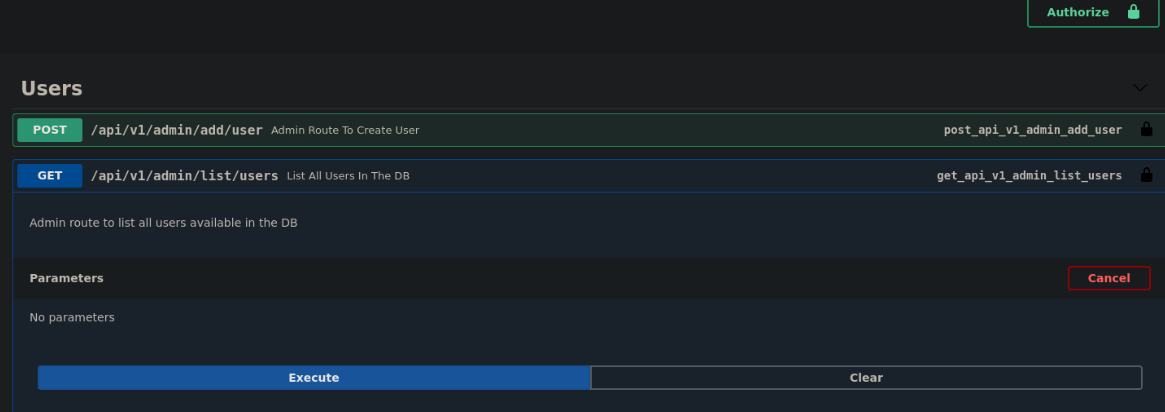 Authorize
Users
POST /api/v1/admin/add/user Admin Route To Create User post_api_v1_admin_add_user
GET /api/v1/admin/list/users List All Users In The DB get_api_v1_admin_list_users
Admin route to list all users available in the DB
Parameters Cancel
No parameters
Execute Clear